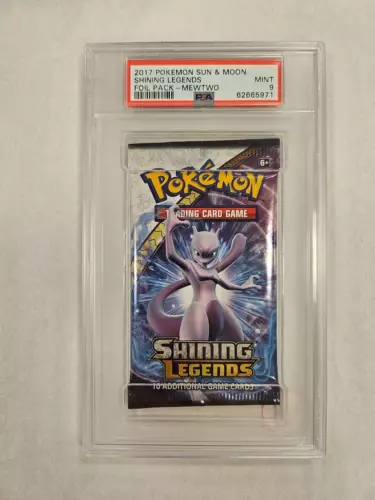 2017 POKEMON SUN & MOON
SHINING LEGENDS MINT
FOIL PACK - MEWTWO 9
PSA 62665971
6+
POKÉMON
TRADING CARD GAME
SHINING
LEGENDS
10 ADDITIONAL GAME CARDS